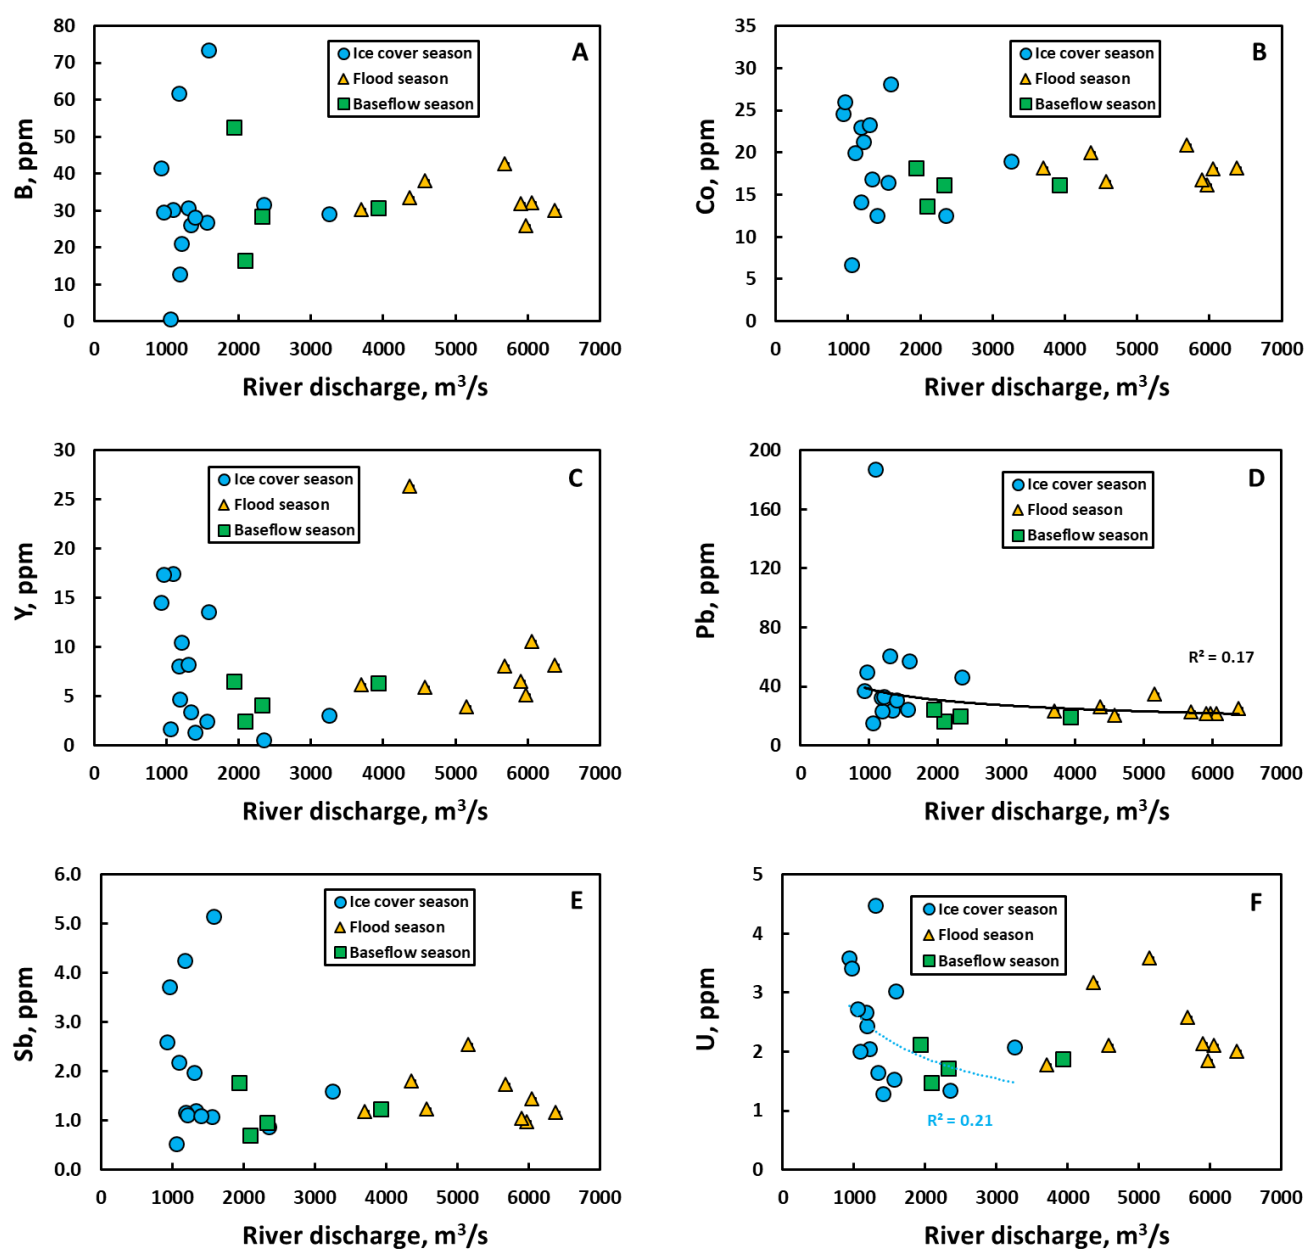 A
Ice cover season
Flood season
Baseflow season
80
70
60
50
40
30
20
10
0
B, ppm
0 1000 2000 3000 4000 5000 6000 7000
River discharge, m³/s
B
Ice cover season
Flood season
Baseflow season
35
30
25
20
15
10
5
0
Co, ppm
0 1000 2000 3000 4000 5000 6000 7000
River discharge, m³/s
C
Ice cover season
Flood season
Baseflow season
30
25
20
15
10
5
0
Y, ppm
0 1000 2000 3000 4000 5000 6000 7000
River discharge, m³/s
D
Ice cover season
Flood season
Baseflow season
200
160
120
80
40
0
Pb, ppm
R² = 0.17
0 1000 2000 3000 4000 5000 6000 7000
River discharge, m³/s
E
Ice cover season
Flood season
Baseflow season
6.0
5.0
4.0
3.0
2.0
1.0
0.0
Sb, ppm
0 1000 2000 3000 4000 5000 6000 7000
River discharge, m³/s
F
Ice cover season
Flood season
Baseflow season
5
4
3
2
1
0
U, ppm
R² = 0.21
0 1000 2000 3000 4000 5000 6000 7000
River discharge, m³/s